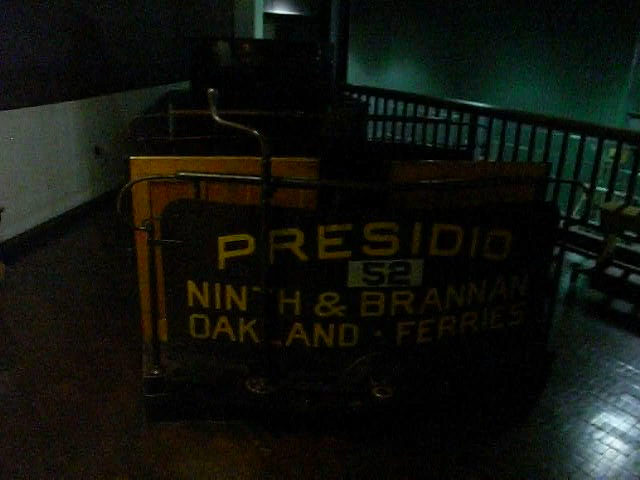 PRESIDIO
52
NINTH & BRANNAN
OAKLAND · FERRIES